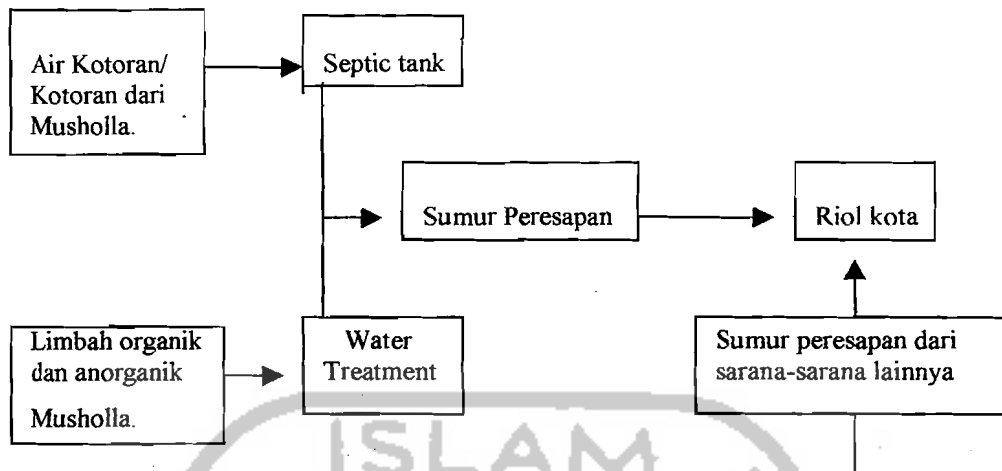 Air Kotoran/
Kotoran dari
Musholla.
Septic tank
Sumur Peresapan
Riol kota
Limbah organik
dan anorganik
Musholla.
Water
Treatment
Sumur peresapan dari
sarana-sarana lainnya
ISLAM